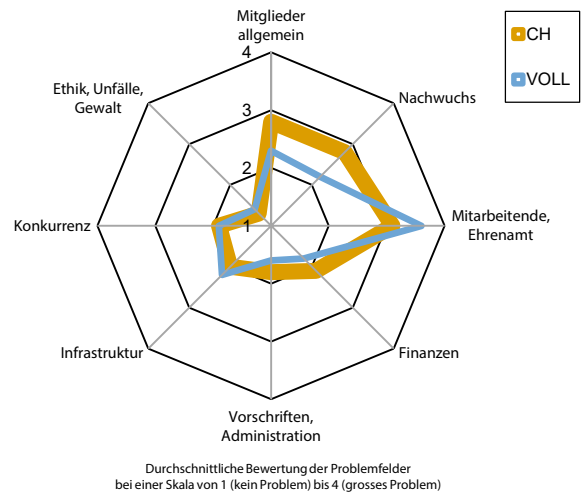 Mitglieder
allgemein
4
3
2
1
CH
VOLL
Nachwuchs
Mitarbeitende,
Ehrenamt
Finanzen
Vorschriften,
Administration
Infrastruktur
Konkurrenz
Ethik, Unfälle,
Gewalt
Durchschnittliche Bewertung der Problemfelder
bei einer Skala von 1 (kein Problem) bis 4 (grosses Problem)